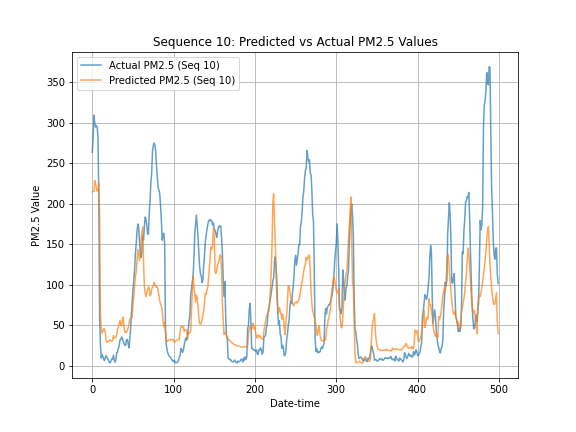 Sequence 10: Predicted vs Actual PM2.5 Values
Actual PM2.5 (Seq 10)
Predicted PM2.5 (Seq 10)
350
300
250
200
150
100
50
0
PM2.5 Value
0 100 200 300 400 500
Date-time